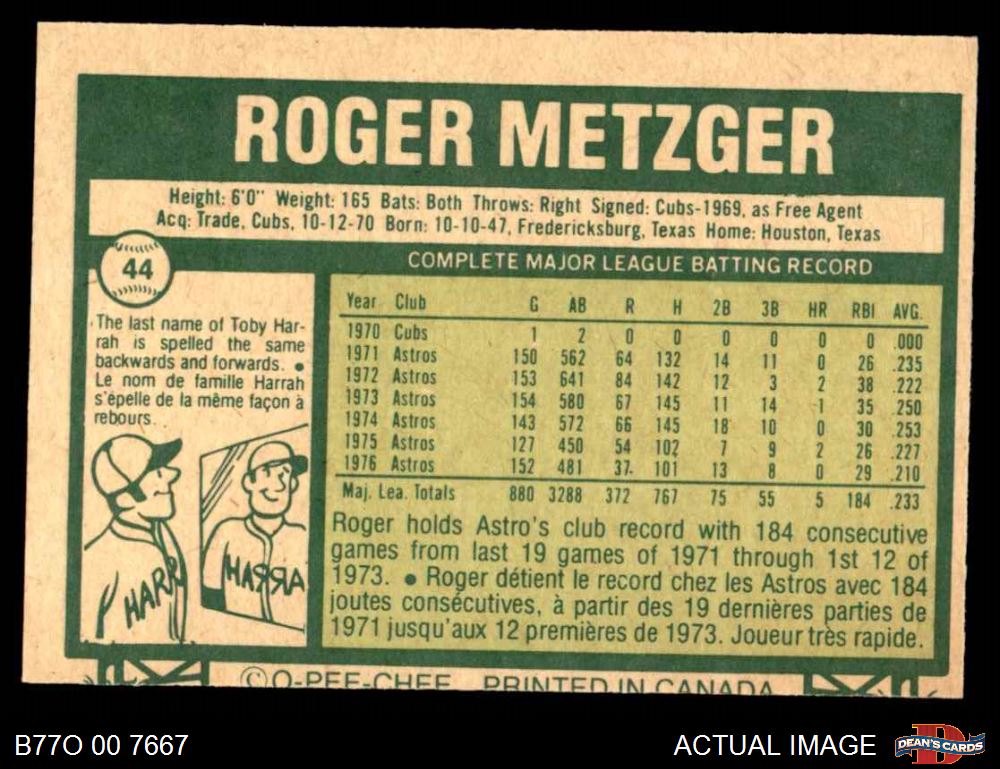 ROGER METZGER
Height: 6'0" Weight: 165 Bats: Both Throws: Right Signed: Cubs-1969, as Free Agent
Acq: Trade, Cubs, 10-12-70 Born: 10-10-47, Fredericksburg, Texas Home: Houston, Texas
44
COMPLETE MAJOR LEAGUE BATTING RECORD
The last name of Toby Har-
rah is spelled the same
backwards and forwards. •
Le nom de famille Harrah
s'épelle de la même façon à
rebours.
HARR
HARRA
Year Club G AB R H 2B 3B HR RBI AVG.
1970 Cubs 1 2 0 0 0 0 0 0 .000
1971 Astros 150 562 64 132 14 11 0 26 .235
1972 Astros 153 641 84 142 12 3 2 38 .222
1973 Astros 154 580 67 145 11 14 1 35 .250
1974 Astros 143 572 66 145 18 10 0 30 .253
1975 Astros 127 450 54 102 7 9 2 26 .227
1976 Astros 152 481 37 101 13 8 0 29 .210
Maj. Lea. Totals 880 3288 372 767 75 55 5 184 .233
Roger holds Astro's club record with 184 consecutive
games from last 19 games of 1971 through 1st 12 of
1973. • Roger détient le record chez les Astros avec 184
joutes consécutives, à partir des 19 dernières parties de
1971 jusqu'aux 12 premières de 1973. Joueur très rapide.
©O-PEE-CHEE PRINTED IN CANADA
B77O 00 7667
ACTUAL IMAGE
D
DEAN'S CARDS